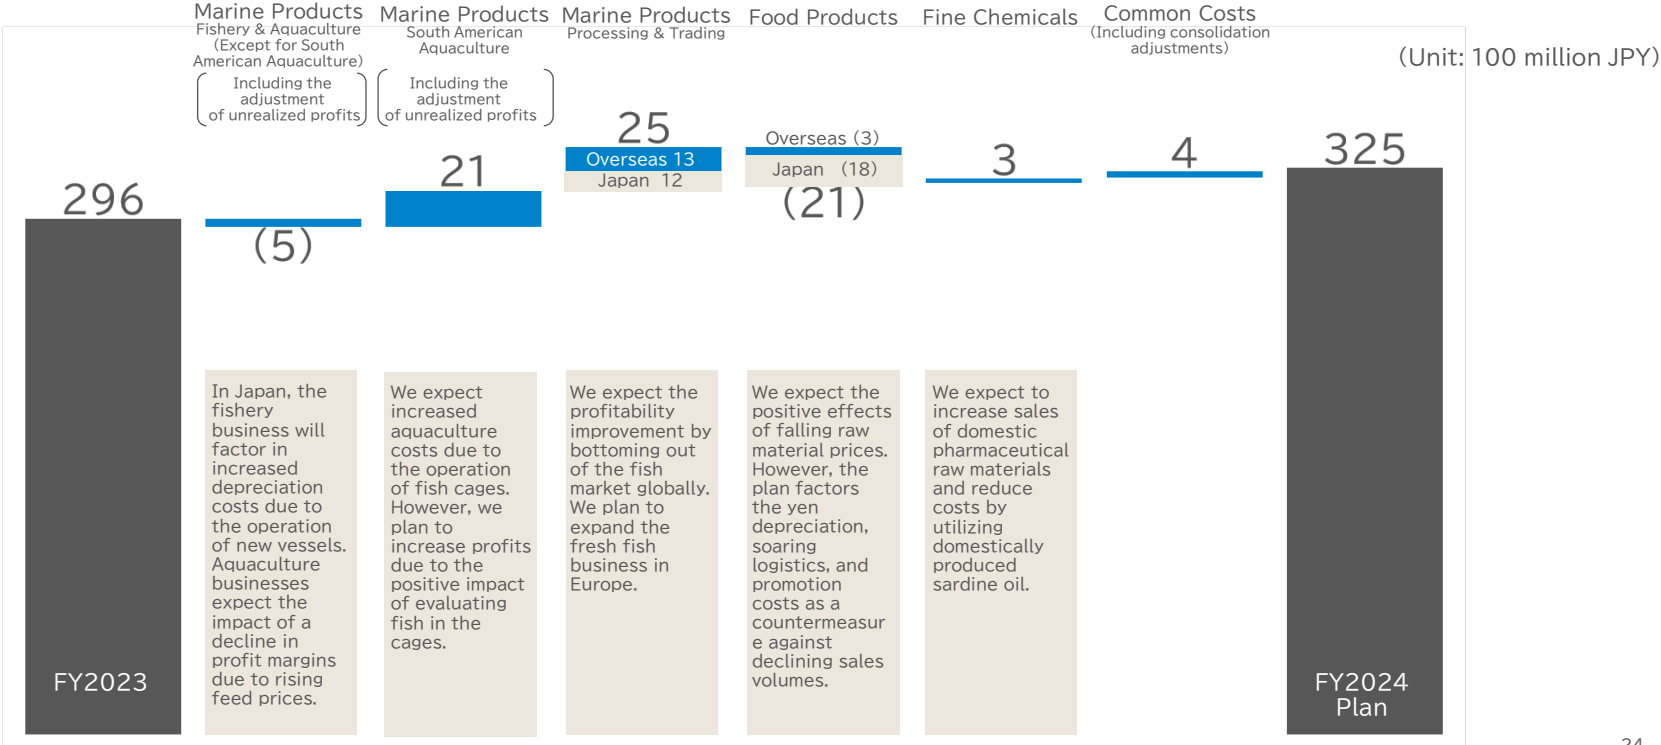 Marine Products
Fishery & Aquaculture
(Except for South
American Aquaculture)
Including the
adjustment
of unrealized profits
Marine Products
South American
Aquaculture
Including the
adjustment
of unrealized profits
Marine Products
Processing & Trading
Food Products
Fine Chemicals
Common Costs
(Including consolidation
adjustments)
(Unit: 100 million JPY)
296
(5)
21
25
Overseas 13
Japan 12
Overseas (3)
Japan (18)
(21)
3
4
325
FY2023
In Japan, the
fishery
business will
factor in
increased
depreciation
costs due to
the operation
of new vessels.
Aquaculture
businesses
expect the
impact of a
decline in
profit margins
due to rising
feed prices.
We expect
increased
aquaculture
costs due to
the operation
of fish cages.
However, we
plan to
increase profits
due to the
positive impact
of evaluating
fish in the
cages.
We expect the
profitability
improvement by
bottoming out
of the fish
market globally.
We plan to
expand the
fresh fish
business in
Europe.
We expect the
positive effects
of falling raw
material prices.
However, the
plan factors
the yen
depreciation,
soaring
logistics, and
promotion
costs as a
countermeasur
e against
declining sales
volumes.
We expect to
increase sales
of domestic
pharmaceutical
raw materials
and reduce
costs by
utilizing
domestically
produced
sardine oil.
FY2024
Plan